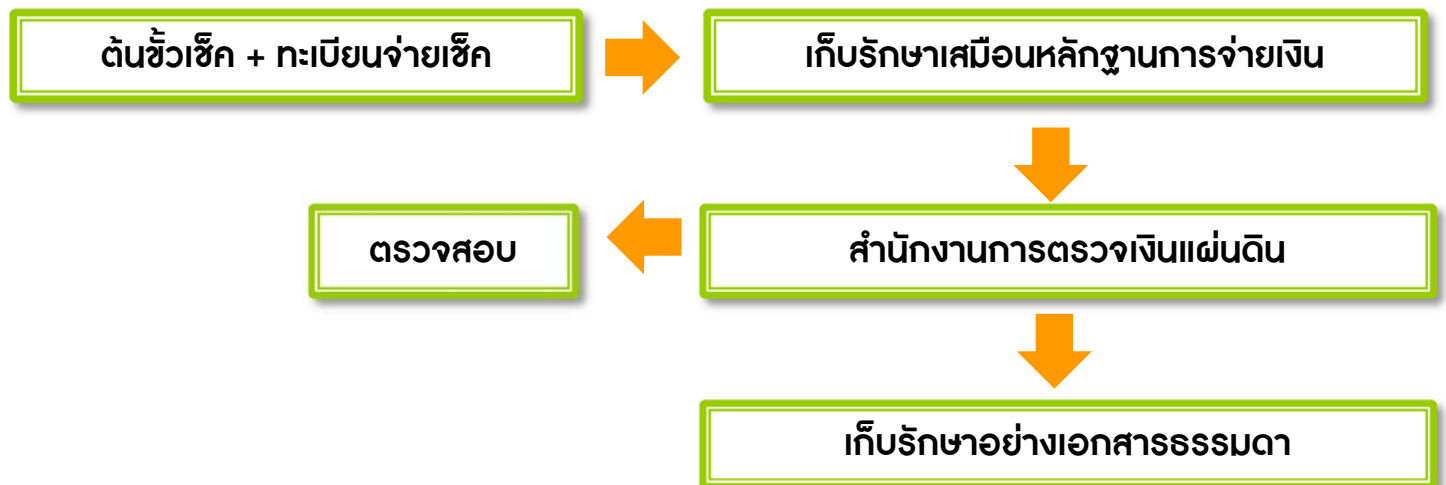 ต้นขั้วเช็ค + ทะเบียนจ่ายเช็ค
เก็บรักษาเสมือนหลักฐานการจ่ายเงิน
ตรวจสอบ
สำนักงานการตรวจเงินแผ่นดิน
เก็บรักษาอย่างเอกสารธรรมดา